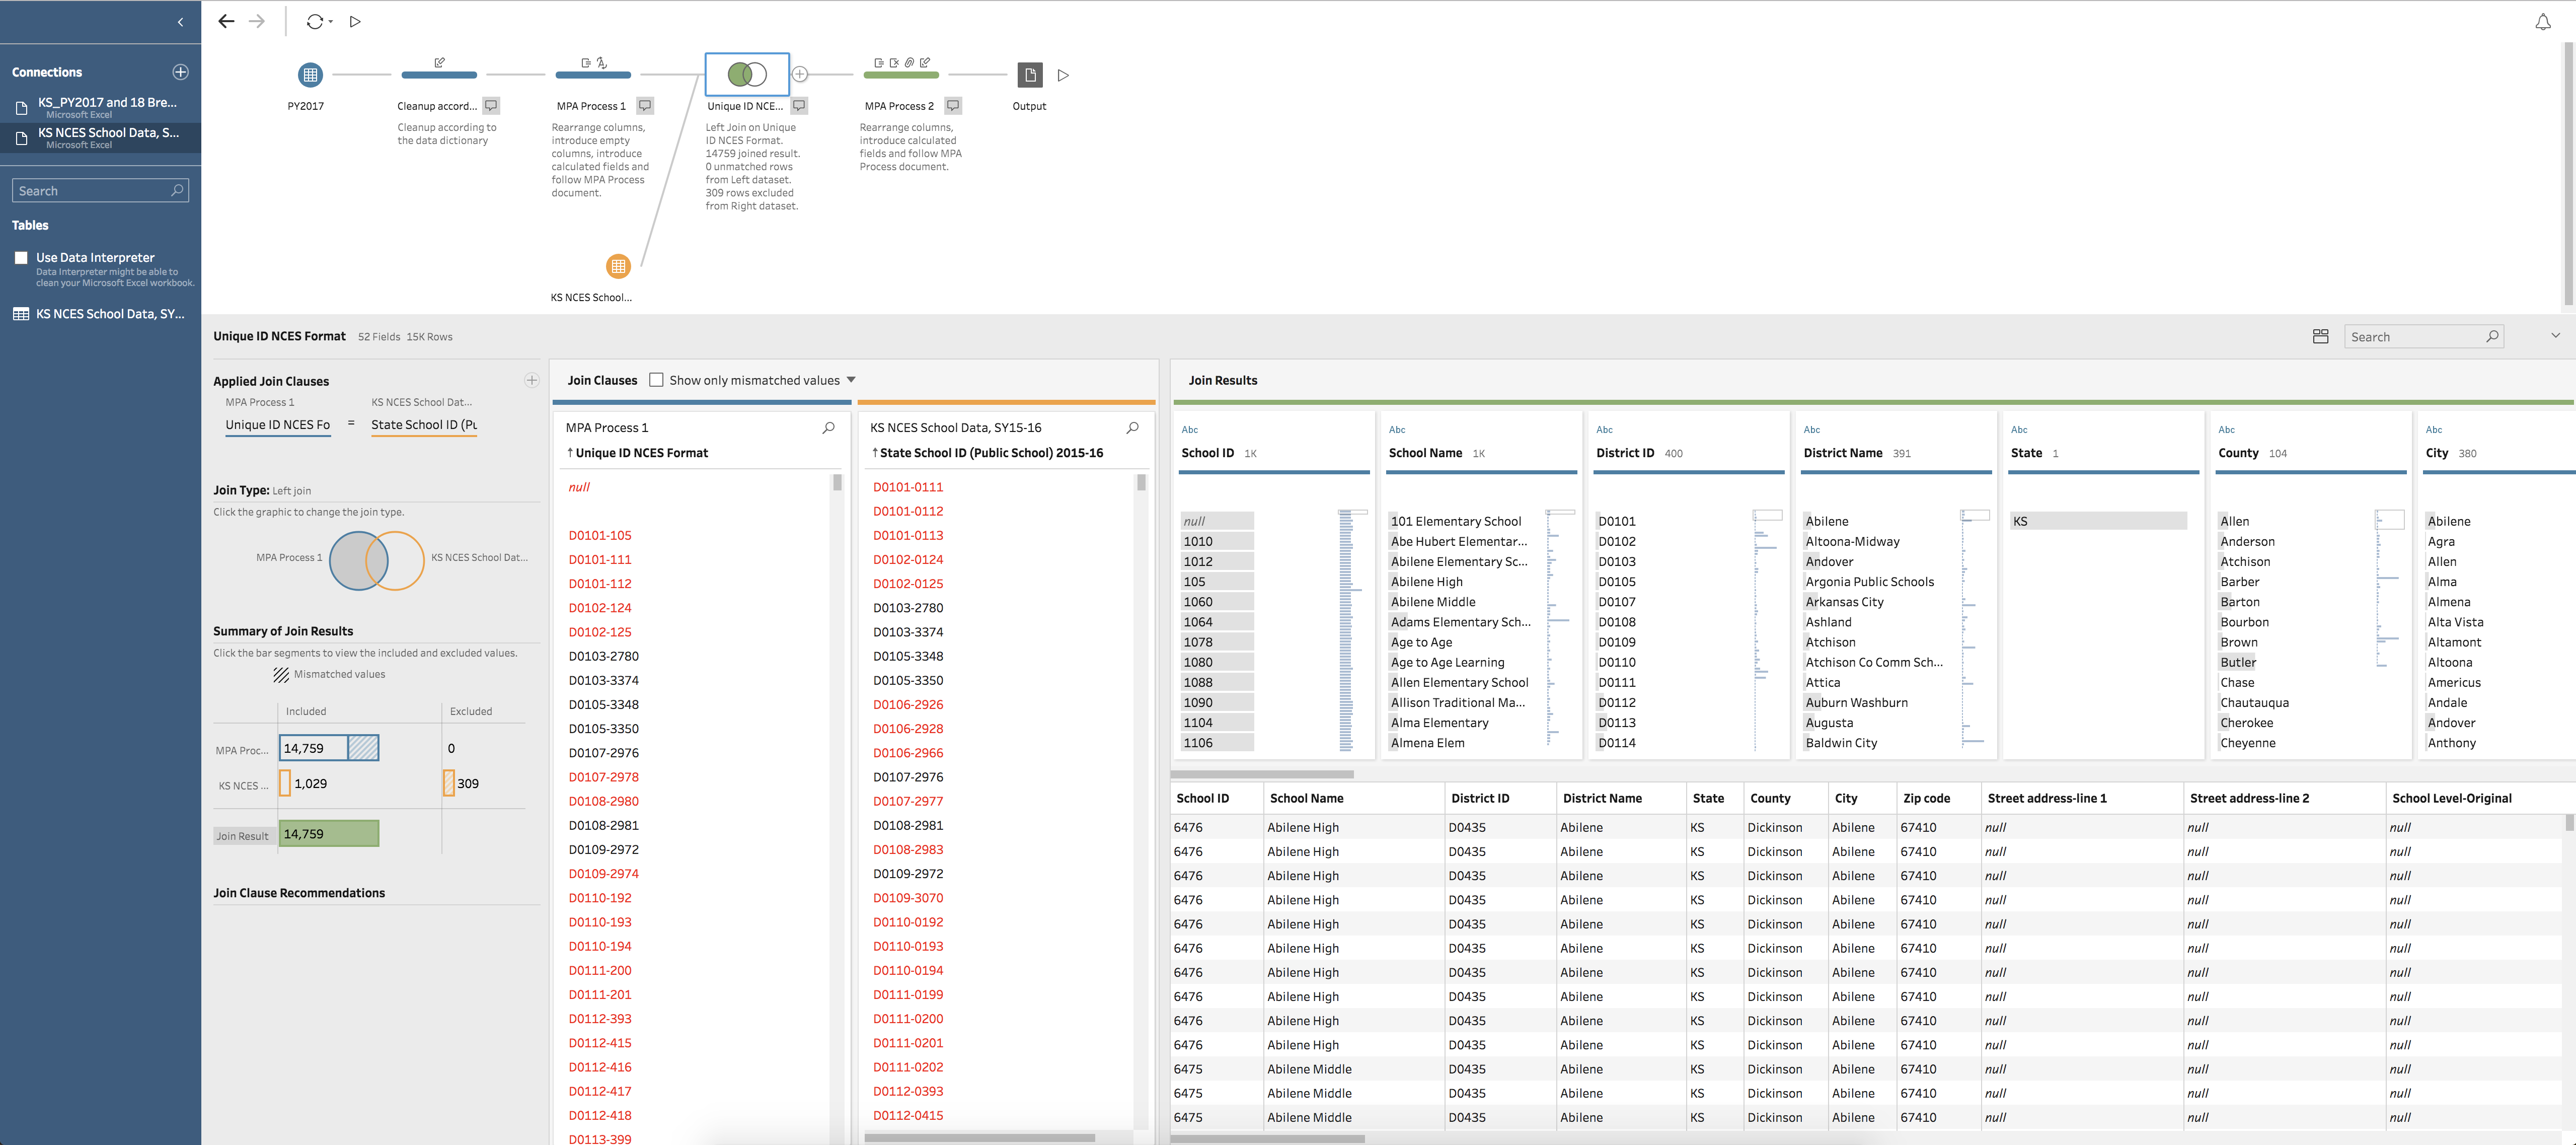 Connections
KS_PY2017 and 18 Bre...
Microsoft Excel
KS NCES School Data, S...
Microsoft Excel
Search
Tables
Use Data Interpreter
Data Interpreter might be able to
clean your Microsoft Excel workbook.
KS NCES School Data, SY...
PY2017
Cleanup accord...
Cleanup according to
the data dictionary
MPA Process 1
Rearrange columns,
introduce empty
columns, introduce
calculated fields and
follow MPA Process
document.
Unique ID NCE...
Left Join on Unique
ID NCES Format.
14759 joined result.
0 unmatched rows
from Left dataset.
309 rows excluded
from Right dataset.
MPA Process 2
Rearrange columns,
introduce calculated
fields and follow MPA
Process document.
Output
KS NCES School...
Unique ID NCES Format 52 Fields 15K Rows
Search
Applied Join Clauses
MPA Process 1 KS NCES School Dat...
Unique ID NCES Fo = State School ID (Pu
Join Type: Left join
Click the graphic to change the join type.
MPA Process 1 KS NCES School Dat...
Summary of Join Results
Click the bar segments to view the included and excluded values.
Mismatched values
Included Excluded
MPA Proc... 14,759 0
KS NCES ... 1,029 309
Join Result 14,759
Join Clause Recommendations
Join Clauses Show only mismatched values
MPA Process 1
Unique ID NCES Format
null
D0101-105
D0101-111
D0101-112
D0102-124
D0102-125
D0103-2780
D0103-3374
D0105-3348
D0105-3350
D0107-2976
D0107-2978
D0108-2980
D0108-2981
D0109-2972
D0109-2974
D0110-192
D0110-193
D0110-194
D0111-200
D0111-201
D0112-393
D0112-415
D0112-416
D0112-417
D0112-418
D0113-399
KS NCES School Data, SY15-16
State School ID (Public School) 2015-16
D0101-0111
D0101-0112
D0101-0113
D0102-0124
D0102-0125
D0103-2780
D0103-3374
D0105-3348
D0105-3350
D0106-2926
D0106-2928
D0106-2966
D0107-2976
D0107-2977
D0108-2981
D0108-2983
D0109-2972
D0109-3070
D0110-0192
D0110-0193
D0110-0194
D0111-0199
D0111-0200
D0111-0201
D0111-0202
D0112-0393
D0112-0415
Join Results
Abc
School ID 1K
null
1010
1012
105
1060
1064
1078
1080
1088
1090
1104
1106
Abc
School Name 1K
101 Elementary School
Abe Hubert Elementar...
Abilene Elementary Sc...
Abilene High
Abilene Middle
Adams Elementary Sch...
Age to Age
Age to Age Learning
Allen Elementary School
Allison Traditional Ma...
Alma Elementary
Almena Elem
Abc
District ID 400
D0101
D0102
D0103
D0105
D0107
D0108
D0109
D0110
D0111
D0112
D0113
D0114
Abc
District Name 391
Abilene
Altoona-Midway
Andover
Argonia Public Schools
Arkansas City
Ashland
Atchison
Atchison Co Comm Sch...
Attica
Auburn Washburn
Augusta
Baldwin City
Abc
State 1
KS
Abc
County 104
Allen
Anderson
Atchison
Barber
Barton
Bourbon
Brown
Butler
Chase
Chautauqua
Cherokee
Cheyenne
Abc
City 380
Abilene
Agra
Allen
Alma
Almena
Alta Vista
Altamont
Altoona
Americus
Andale
Andover
Anthony
School ID School Name District ID District Name State County City Zip code Street address-line 1 Street address-line 2 School Level-Original
6476 Abilene High D0435 Abilene KS Dickinson Abilene 67410 null null null
6476 Abilene High D0435 Abilene KS Dickinson Abilene 67410 null null null
6476 Abilene High D0435 Abilene KS Dickinson Abilene 67410 null null null
6476 Abilene High D0435 Abilene KS Dickinson Abilene 67410 null null null
6476 Abilene High D0435 Abilene KS Dickinson Abilene 67410 null null null
6476 Abilene High D0435 Abilene KS Dickinson Abilene 67410 null null null
6476 Abilene High D0435 Abilene KS Dickinson Abilene 67410 null null null
6476 Abilene High D0435 Abilene KS Dickinson Abilene 67410 null null null
6476 Abilene High D0435 Abilene KS Dickinson Abilene 67410 null null null
6476 Abilene High D0435 Abilene KS Dickinson Abilene 67410 null null null
6475 Abilene Middle D0435 Abilene KS Dickinson Abilene 67410 null null null
6475 Abilene Middle D0435 Abilene KS Dickinson Abilene 67410 null null null
6475 Abilene Middle D0435 Abilene KS Dickinson Abilene 67410 null null null